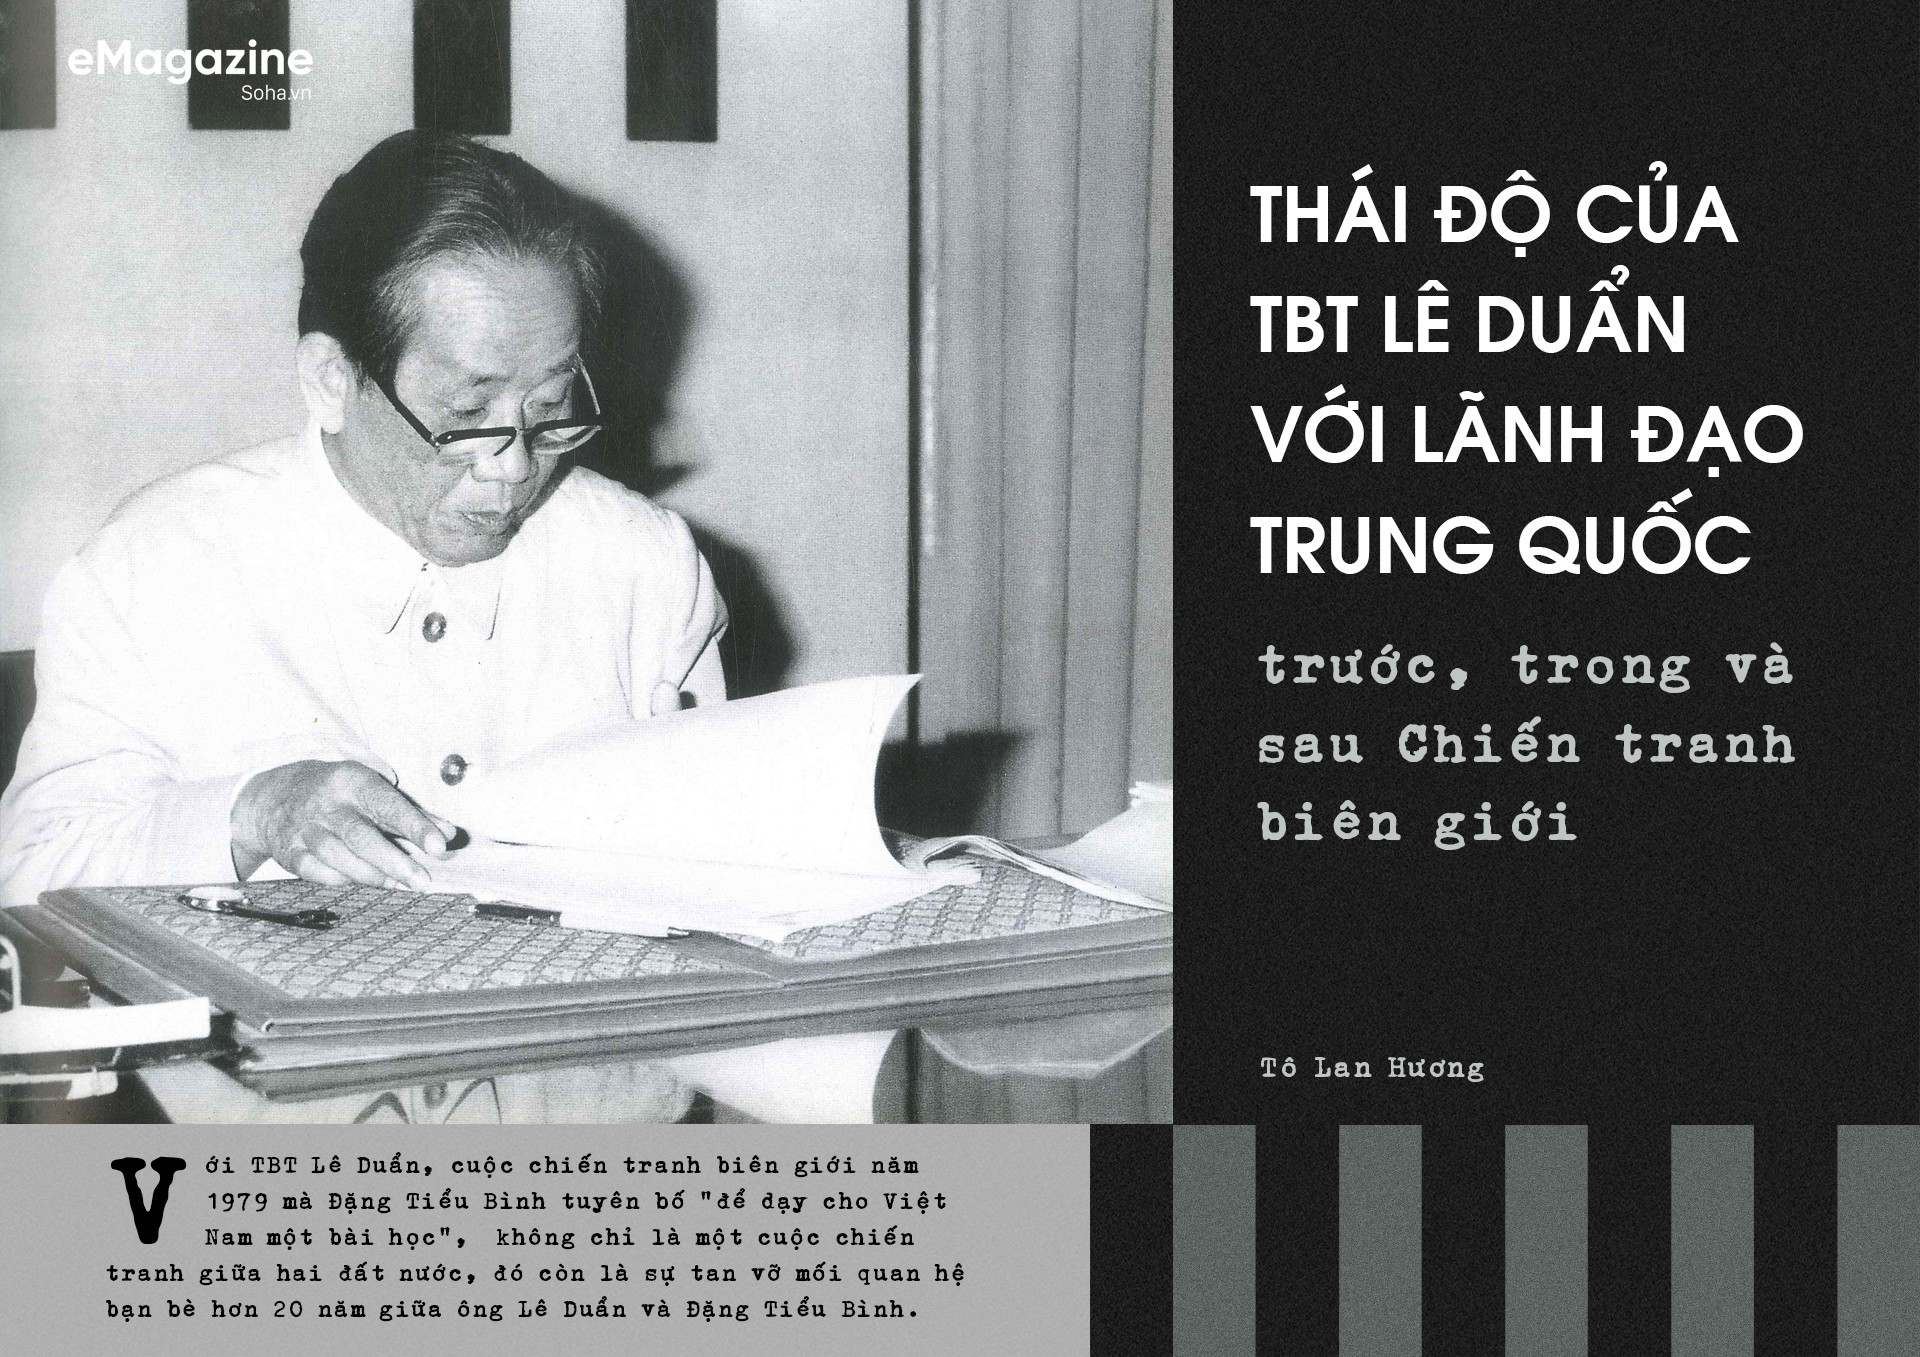 eMagazine
Soha.vn
THÁI ĐỘ CỦA
TBT LÊ DUẨN
VỚI LÃNH ĐẠO
TRUNG QUỐC
trước, trong và
sau Chiến tranh
biên giới
Tô Lan Hương
Với TBT Lê Duẩn, cuộc chiến tranh biên giới năm
1979 mà Đặng Tiểu Bình tuyên bố "để dạy cho Việt
Nam một bài học", không chỉ là một cuộc chiến
tranh giữa hai đất nước, đó còn là sự tan vỡ mối quan hệ
bạn bè hơn 20 năm giữa ông Lê Duẩn và Đặng Tiểu Bình.